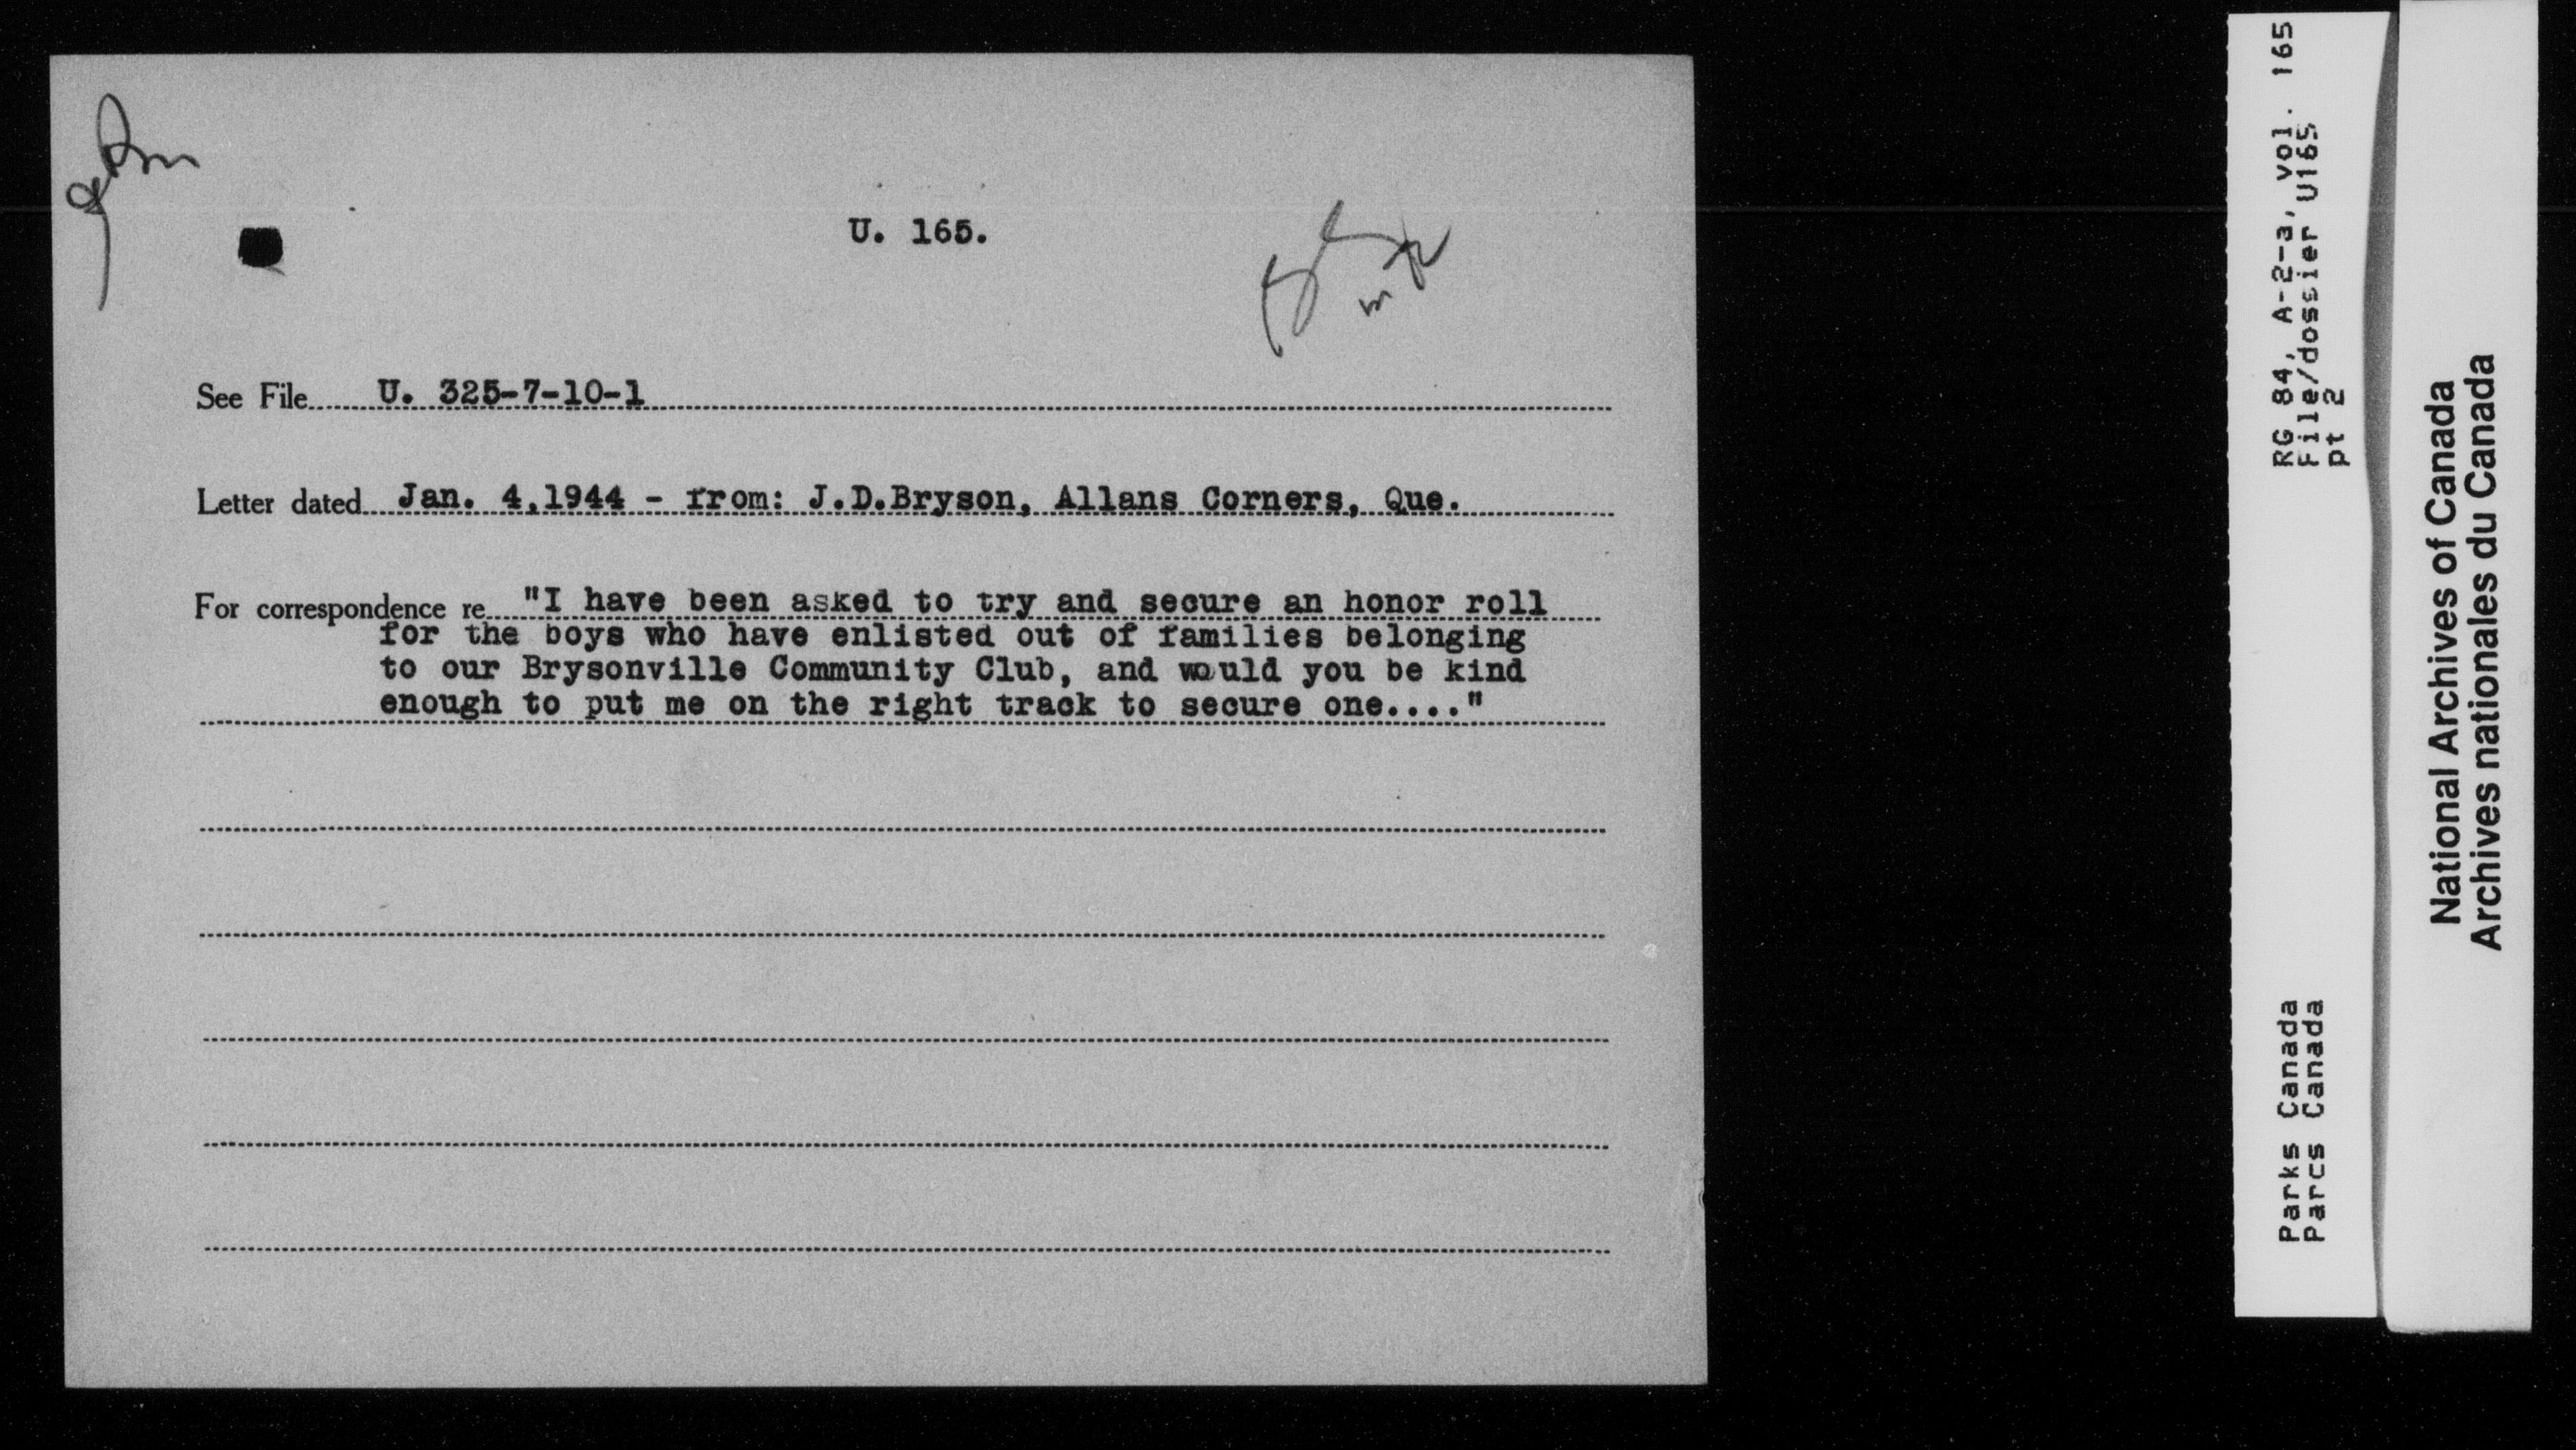 U. 165.
See File U. 325-7-10-1
Letter dated Jan. 4,1944 - from: J.D.Bryson, Allans Corners, Que.
For correspondence re "I have been asked to try and secure an honor roll
for the boys who have enlisted out of families belonging
to our Brysonville Community Club, and would you be kind
enough to put me on the right track to secure one...."
RG 84, A-2-a, vol. 165
File/dossier U165
pt 2
Parks Canada
Parcs Canada
National Archives of Canada
Archives nationales du Canada